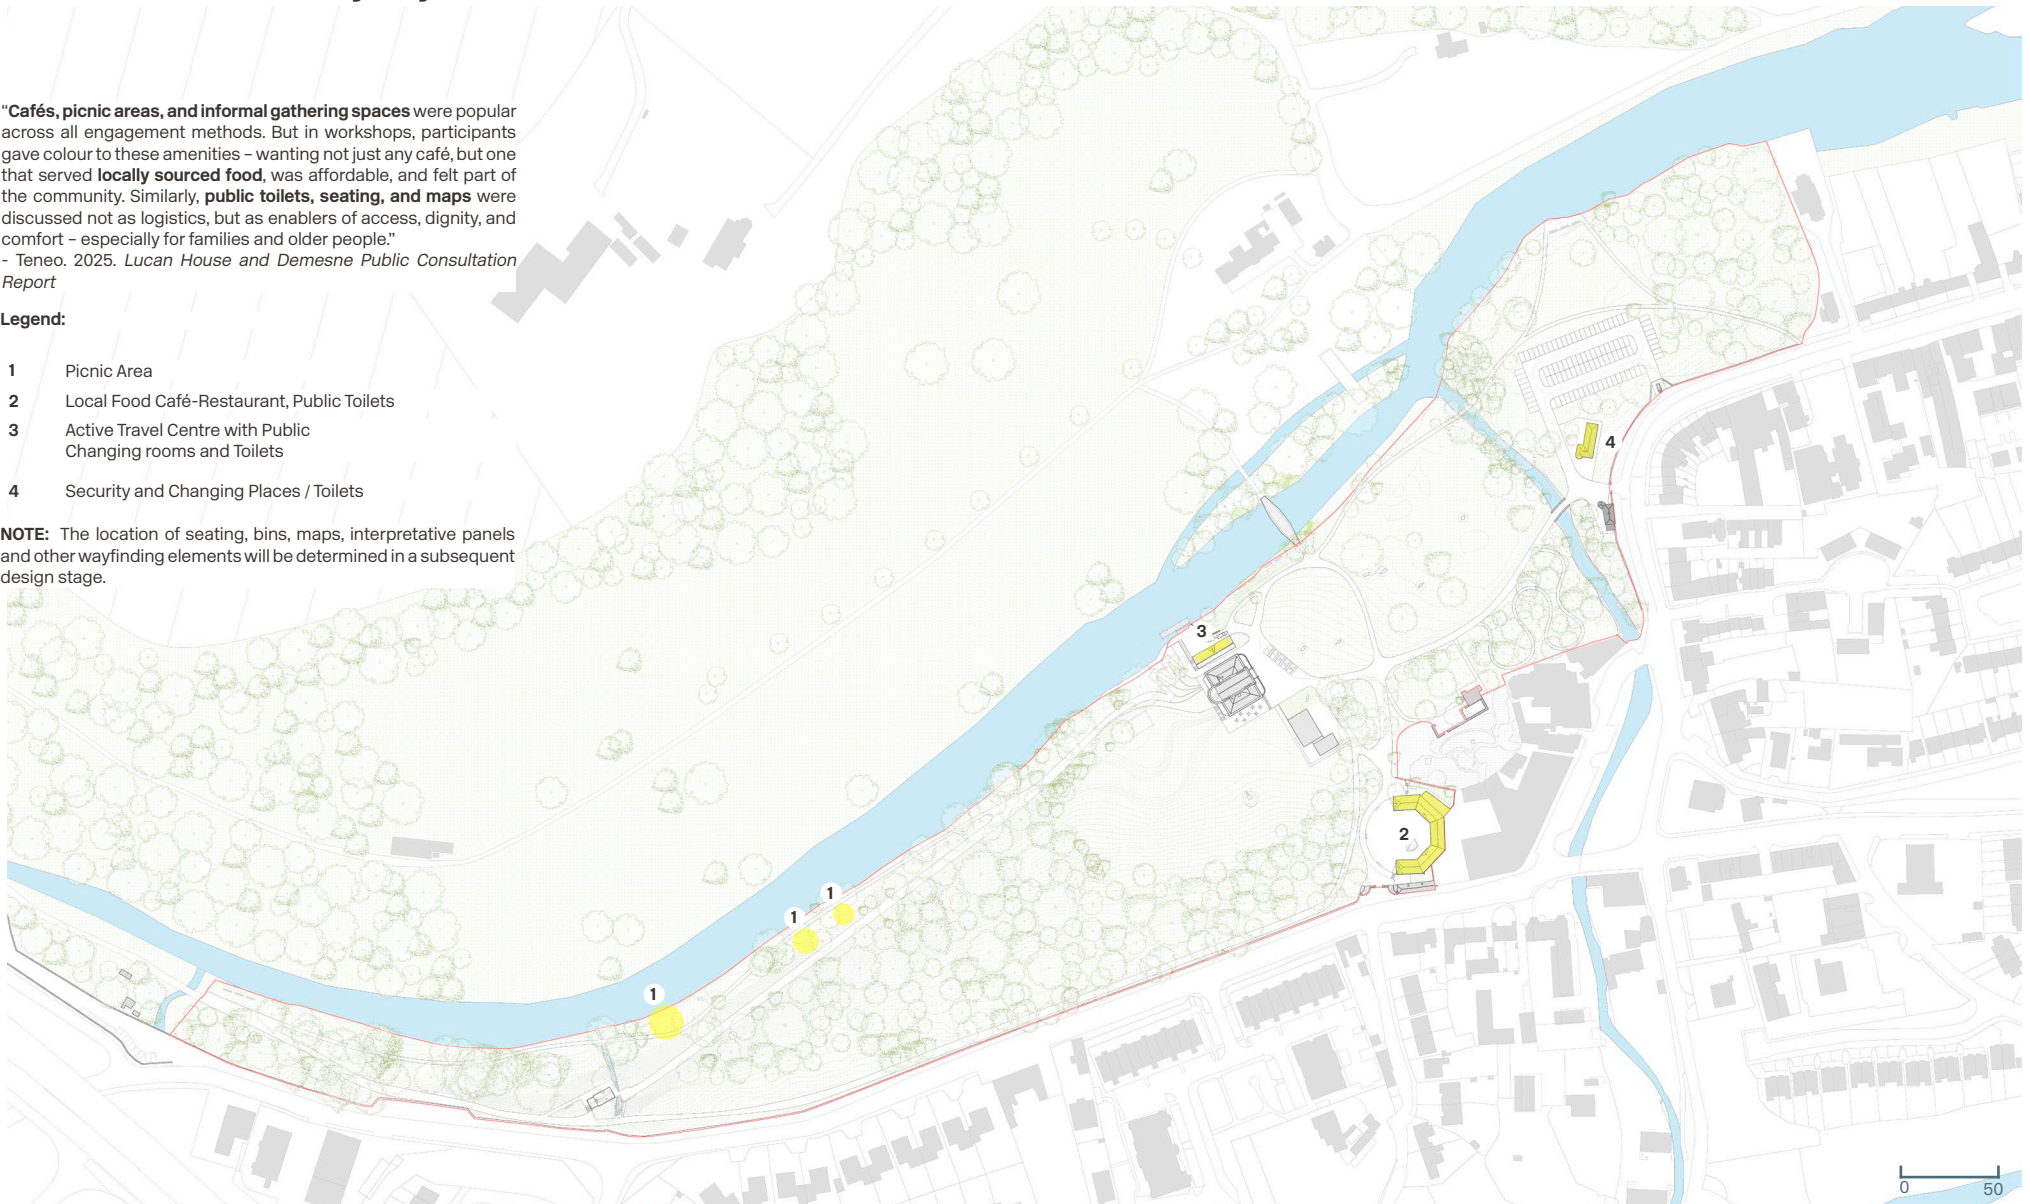 “Cafés, picnic areas, and informal gathering spaces were popular
across all engagement methods. But in workshops, participants
gave colour to these amenities – wanting not just any café, but one
that served locally sourced food, was affordable, and felt part of
the community. Similarly, public toilets, seating, and maps were
discussed not as logistics, but as enablers of access, dignity, and
comfort – especially for families and older people.”
- Teneo. 2025. Lucan House and Demesne Public Consultation
Report
Legend:
1 Picnic Area
2 Local Food Café-Restaurant, Public Toilets
3 Active Travel Centre with Public
Changing rooms and Toilets
4 Security and Changing Places / Toilets
NOTE: The location of seating, bins, maps, interpretative panels
and other wayfinding elements will be determined in a subsequent
design stage.
4
3
2
1
1
1
0 50